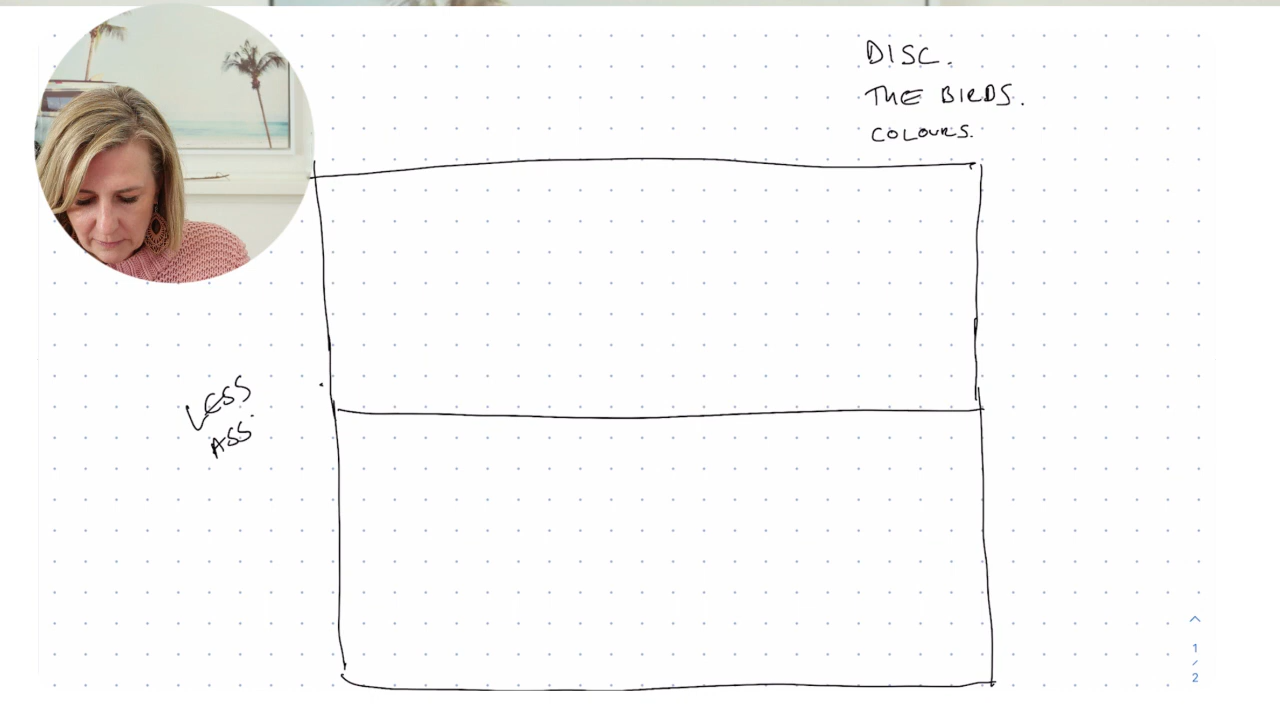 DISC.
THE BIRDS.
COLOURS.
LESS
ASS.
1
/
2